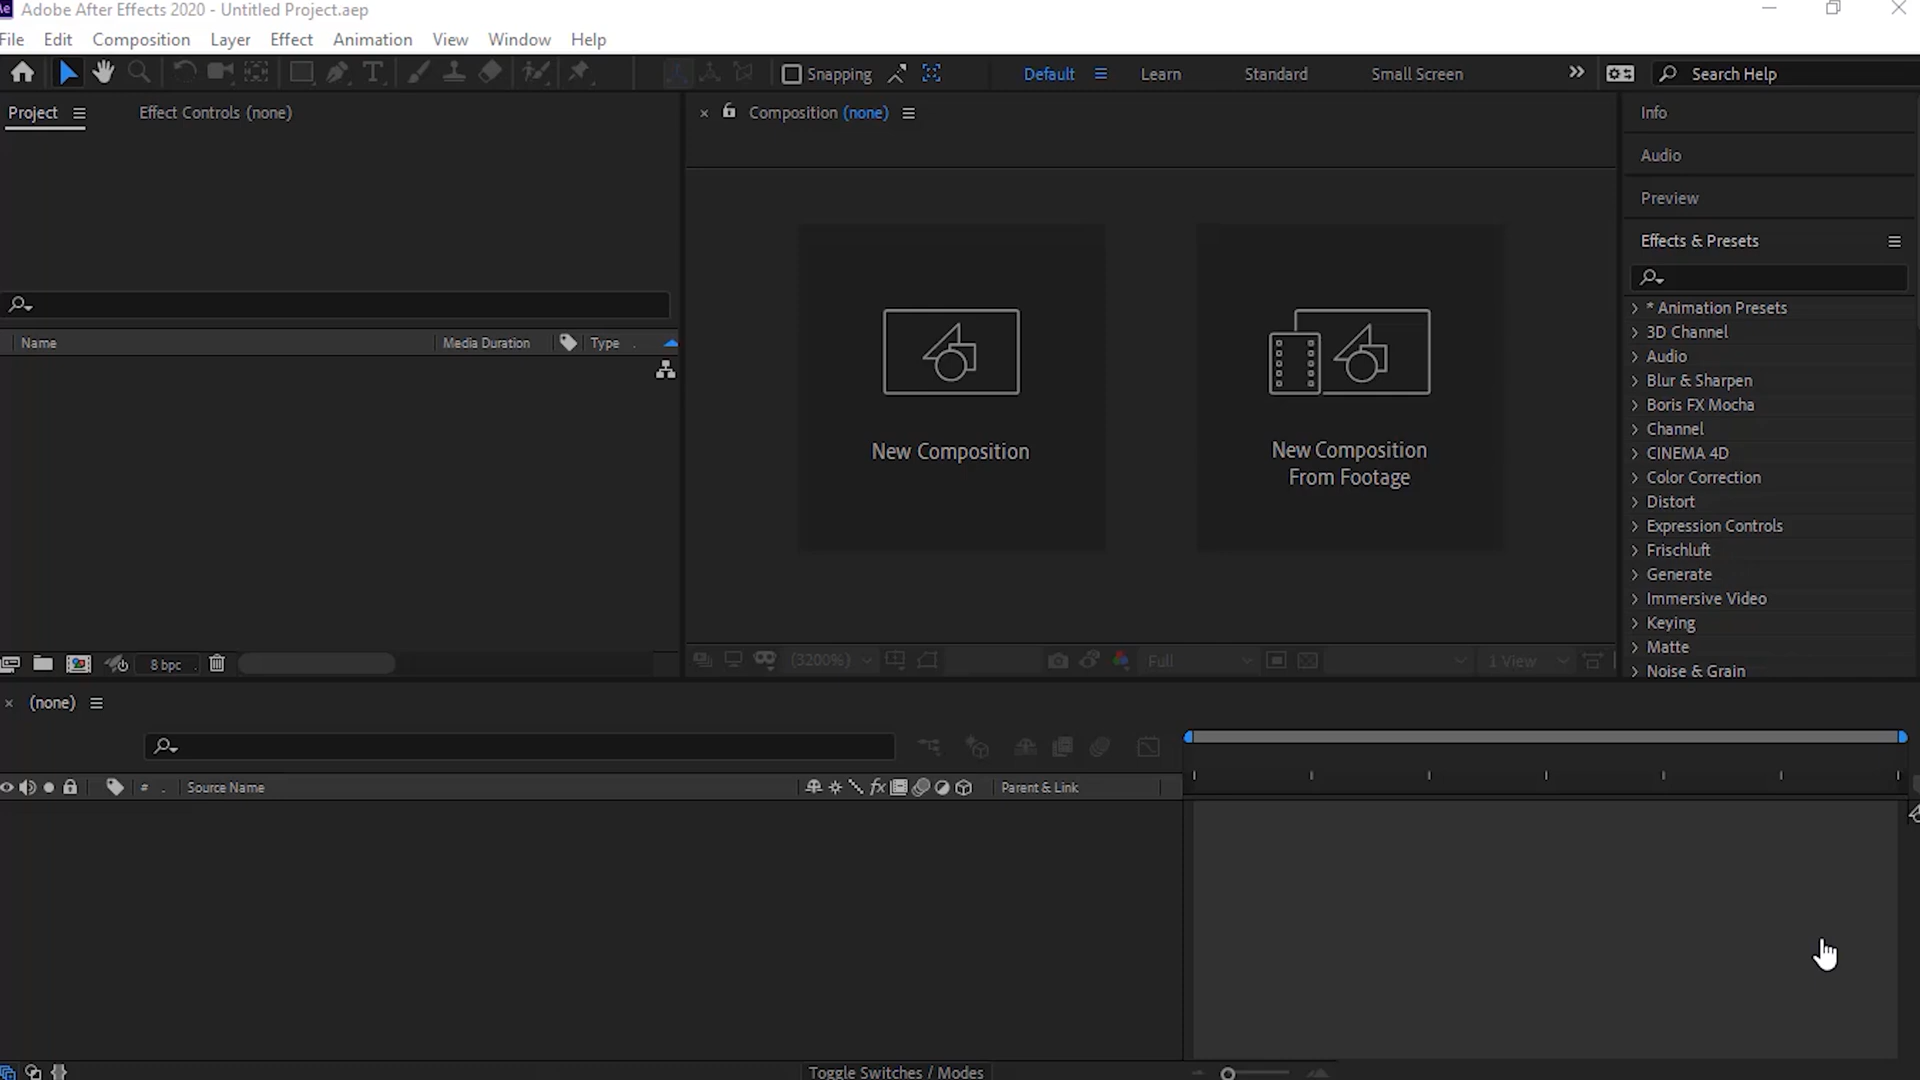 Ae Adobe After Effects 2020 - Untitled Project.aep
File Edit Composition Layer Effect Animation View Window Help
Snapping Default Learn Standard Small Screen Search Help
Project Effect Controls (none)
Composition (none)
Info
Audio
Preview
Effects & Presets
* Animation Presets
3D Channel
Audio
Blur & Sharpen
Boris FX Mocha
Channel
CINEMA 4D
Color Correction
Distort
Expression Controls
Frischluft
Generate
Immersive Video
Keying
Matte
Noise & Grain
Name Media Duration Type
New Composition
New Composition
From Footage
8 bpc
(3200%) Full 1 View
(none)
# Source Name fx Parent & Link
Toggle Switches / Modes